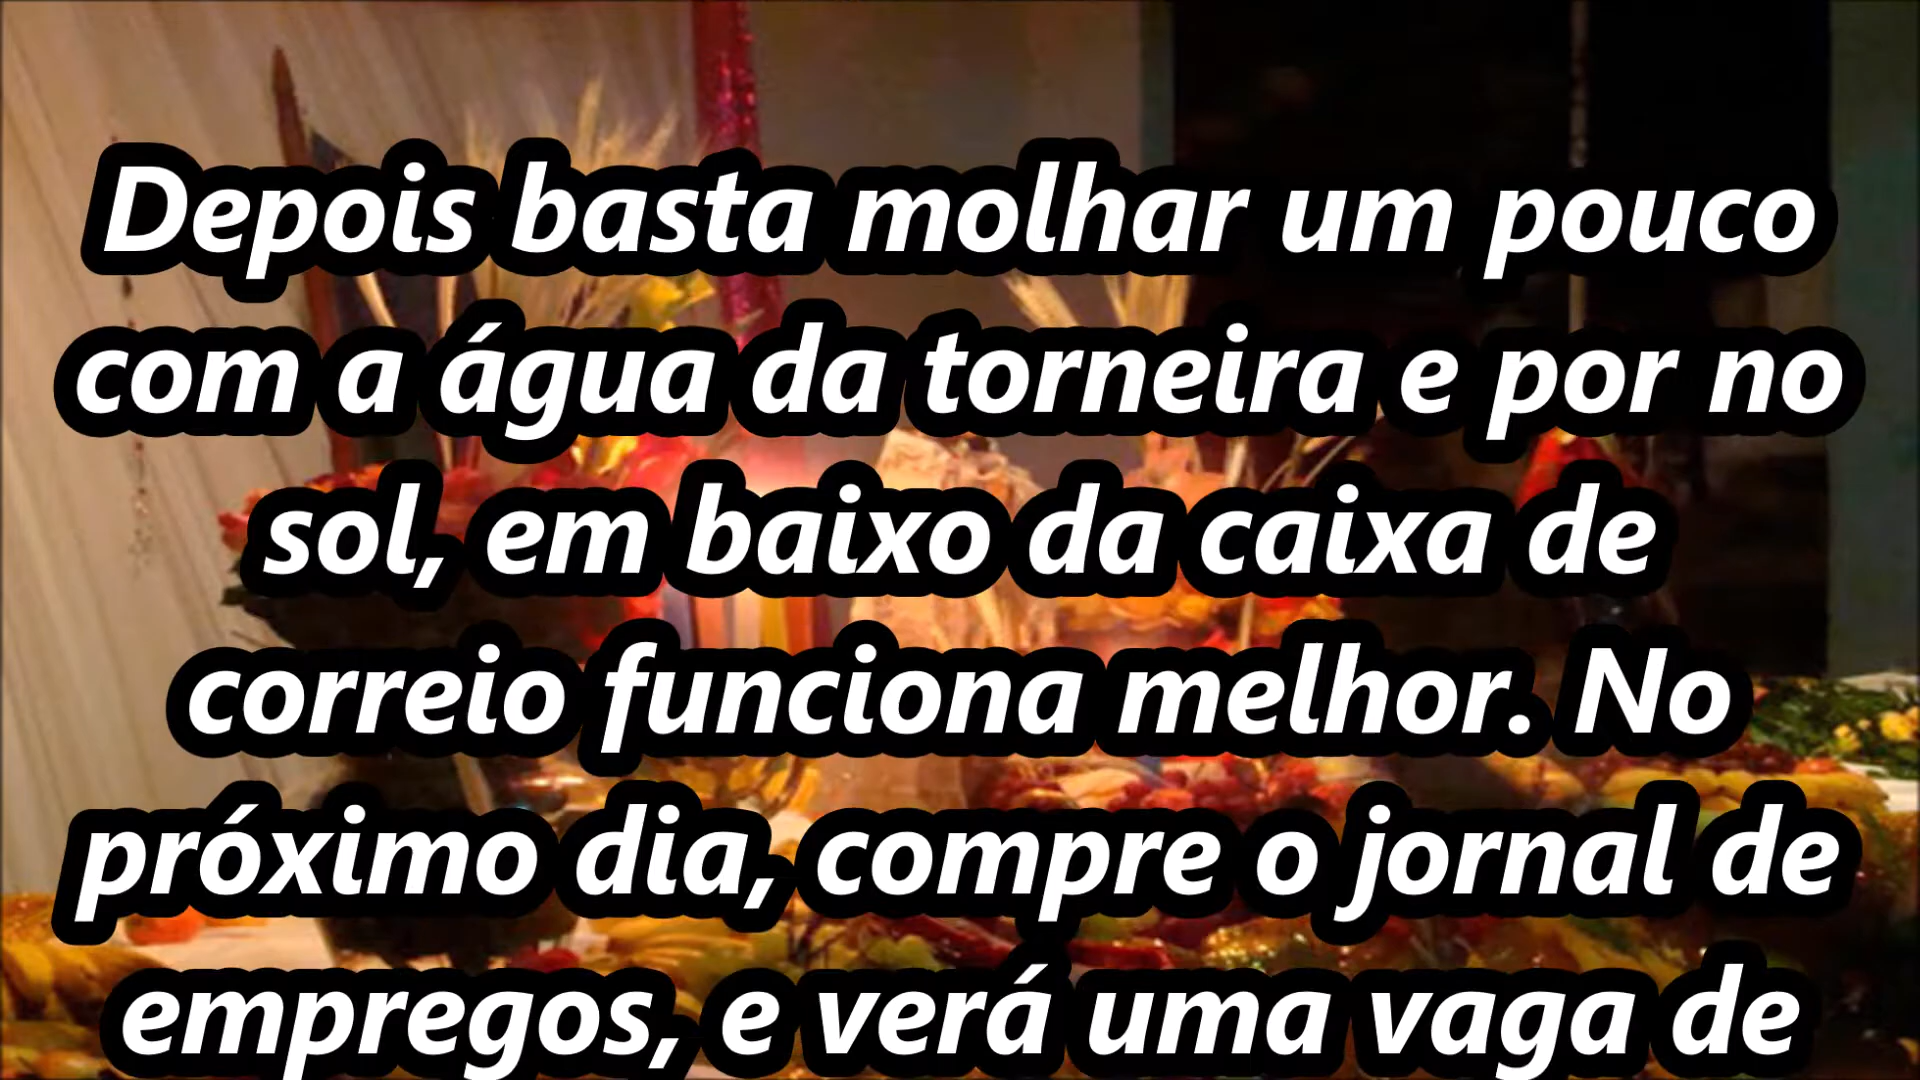 Depois basta molhar um pouco
com a água da torneira e por no
sol, em baixo da caixa de
correio funciona melhor. No
próximo dia, compre o jornal de
empregos, e verá uma vaga de